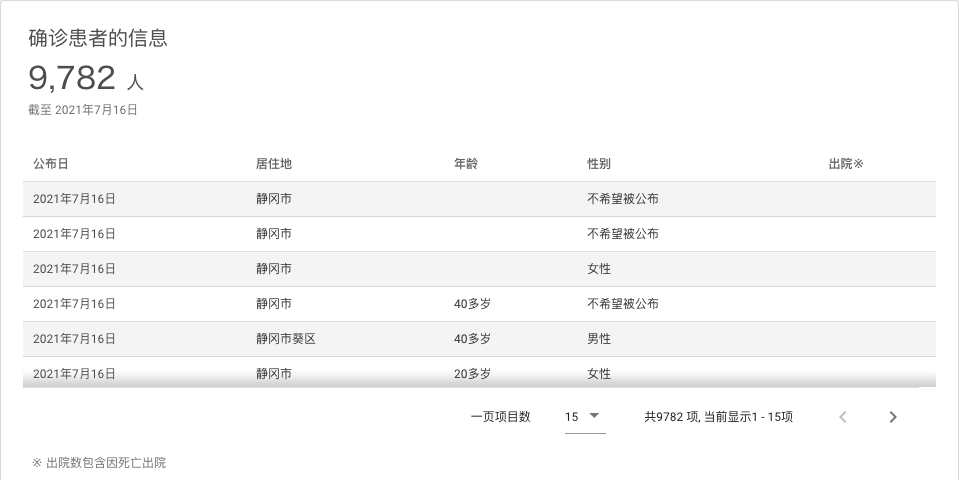 确诊患者的信息
9,782 人
截至 2021年7月16日
公布日 居住地 年龄 性别 出院※
2021年7月16日 静冈市 不希望被公布
2021年7月16日 静冈市 不希望被公布
2021年7月16日 静冈市 女性
2021年7月16日 静冈市 40多岁 不希望被公布
2021年7月16日 静冈市葵区 40多岁 男性
2021年7月16日 静冈市 20多岁 女性
一页项目数 15 共9782 项, 当前显示1 - 15项
※ 出院数包含因死亡出院